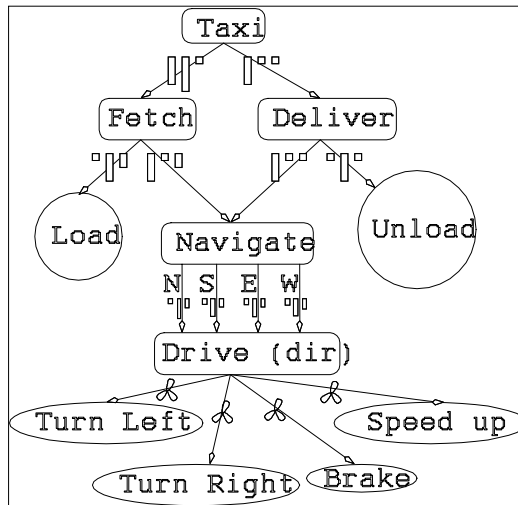 Taxi
Fetch Deliver
Load Navigate Unload
N S E W
Drive (dir)
Turn Left Speed up
Turn Right Brake